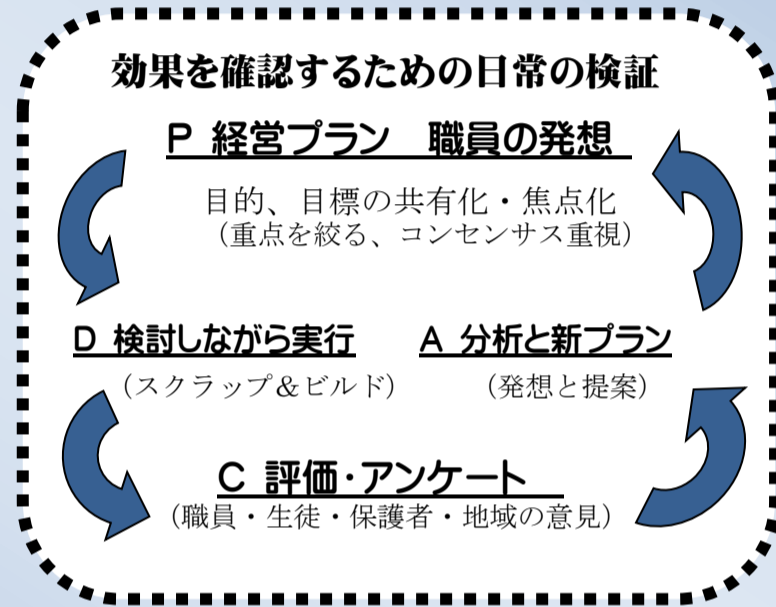 効果を確認するための日常の検証
P 経営プラン　職員の発想
目的、目標の共有化・焦点化
（重点を絞る、コンセンサス重視）
D 検討しながら実行
A 分析と新プラン
（スクラップ＆ビルド）
（発想と提案）
C 評価・アンケート
（職員・生徒・保護者・地域の意見）